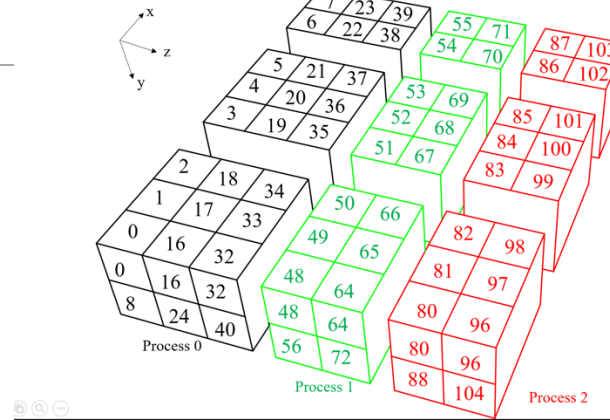 x
z
y
7 23 39
6 22 38
5 21 37
4 20 36
3 19 35
2 18 34
1 17 33
0 16 32
0 16 32
8 24 40
Process 0
55 71
54 70
53 69
52 68
51 67
50 66
49 65
48 64
48 64
56 72
Process 1
87 103
86 102
85 101
84 100
83 99
82 98
81 97
80 96
80 96
88 104
Process 2